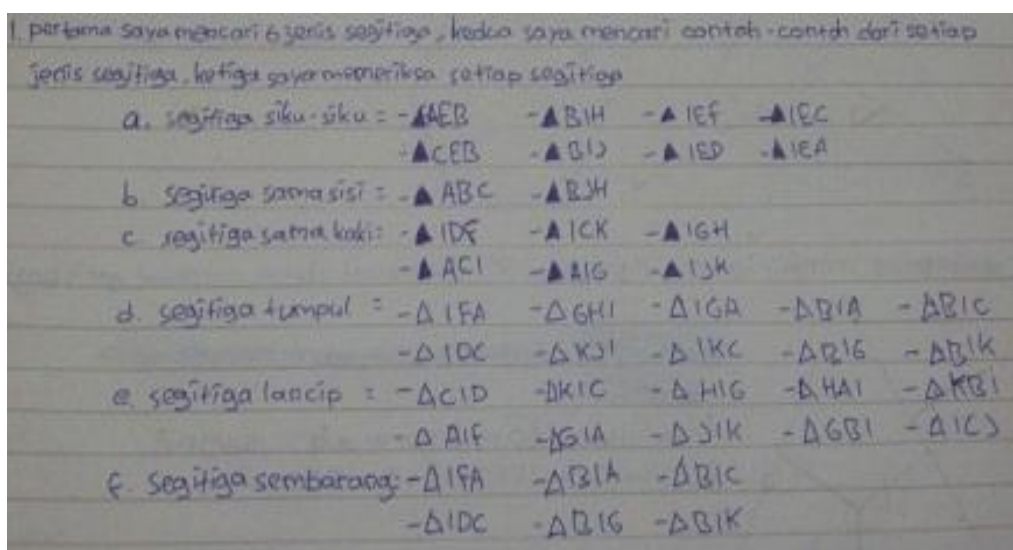 1. pertama saya mencari 6 jenis segitiga, kedua saya mencari contoh-contoh dari setiap
jenis segitiga, ketiga saya memeriksa setiap segitiga
a. segitiga siku-siku = -▲AEB -▲BIH -▲IEF -▲IEC
-▲CEB -▲BIJ -▲IED -▲IEA
b segitiga sama sisi = -▲ABC -▲BJH
c segitiga sama kaki: -▲IDF -▲ICK -▲IGH
-▲ACI -▲AIG -▲IJK
d. segitiga tumpul = -△IFA -△GHI -△IGA -△BIA -△BIC
-△IDC -△KJI -△IKC -△BIG -△BIK
e. segitiga lancip = -△CID -△KIC -△HIG -△HAI -△KBI
-△AIF -△GIA -△JIK -△GBI -△ICJ
f. segitiga sembarang: -△IFA -△BIA -△BIC
-△IDC -△BIG -△BIK